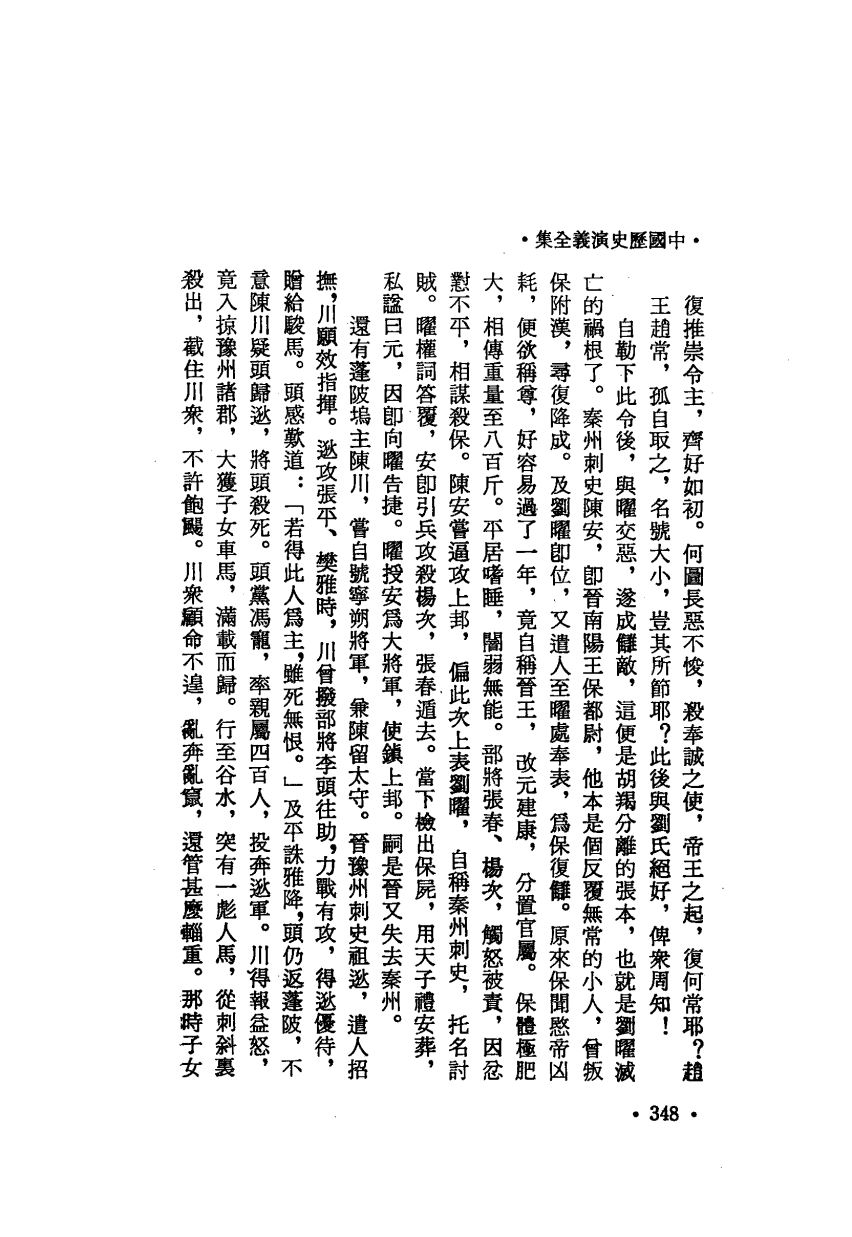 •中國歷史演義全集•
復推崇令主，齊好如初。何圖長惡不悛，殺奉誠之使，帝王之起，復何常耶？趙
王趙常，孤自取之，名號大小，豈其所節耶？此後與劉氏絕好，俾衆周知！
自勒下此令後，與曜交惡，遂成讎敵，這便是胡羯分離的張本，也就是劉曜滅
亡的禍根了。秦州刺史陳安，卽晉南陽王保都尉，他本是個反覆無常的小人，曾叛
保附漢，尋復降成。及劉曜卽位，又遣人至曜處奉表，爲保復讎。原來保聞愍帝凶
耗，便欲稱尊，好容易過了一年，竟自稱晉王，改元建康，分置官屬。保體極肥
大，相傳重量至八百斤。平居嗜睡，闇弱無能。部將張春、楊次，觸怒被責，因忿
懟不平，相謀殺保。陳安嘗逼攻上邽，偏此次上表劉曜，自稱秦州刺史，托名討
賊。曜權詞答覆，安卽引兵攻殺楊次，張春遁去。當下檢出保屍，用天子禮安葬，
私諡曰元，因卽向曜告捷。曜授安爲大將軍，使鎮上邽。嗣是晉又失去秦州。
還有蓬陂塢主陳川，嘗自號寧朔將軍，兼陳留太守。晉豫州刺史祖逖，遣人招
撫，川願效指揮。逖攻張平、樊雅時，川曾撥部將李頭往助，力戰有攻，得逖優待，
贈給駿馬。頭感歎道：「若得此人爲主，雖死無恨。」及平誅雅降，頭仍返蓬陂，不
意陳川疑頭歸逖，將頭殺死。頭黨馮寵，率親屬四百人，投奔逖軍。川得報益怒，
竟入掠豫州諸郡，大獲子女車馬，滿載而歸。行至谷水，突有一彪人馬，從刺斜裏
殺出，截住川衆，不許飽颺。川衆顧命不遑，亂奔亂竄，還管甚麼輜重。那時子女
•348•